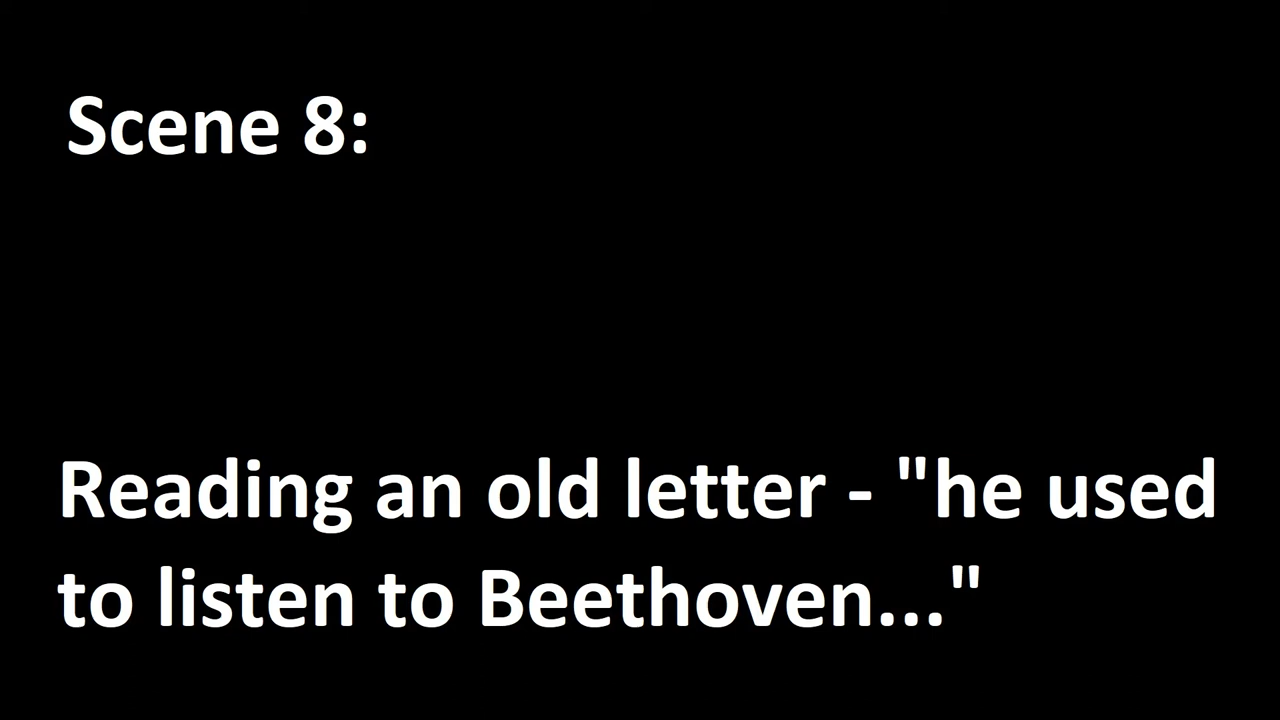 Scene 8:
Reading an old letter - "he used
to listen to Beethoven..."